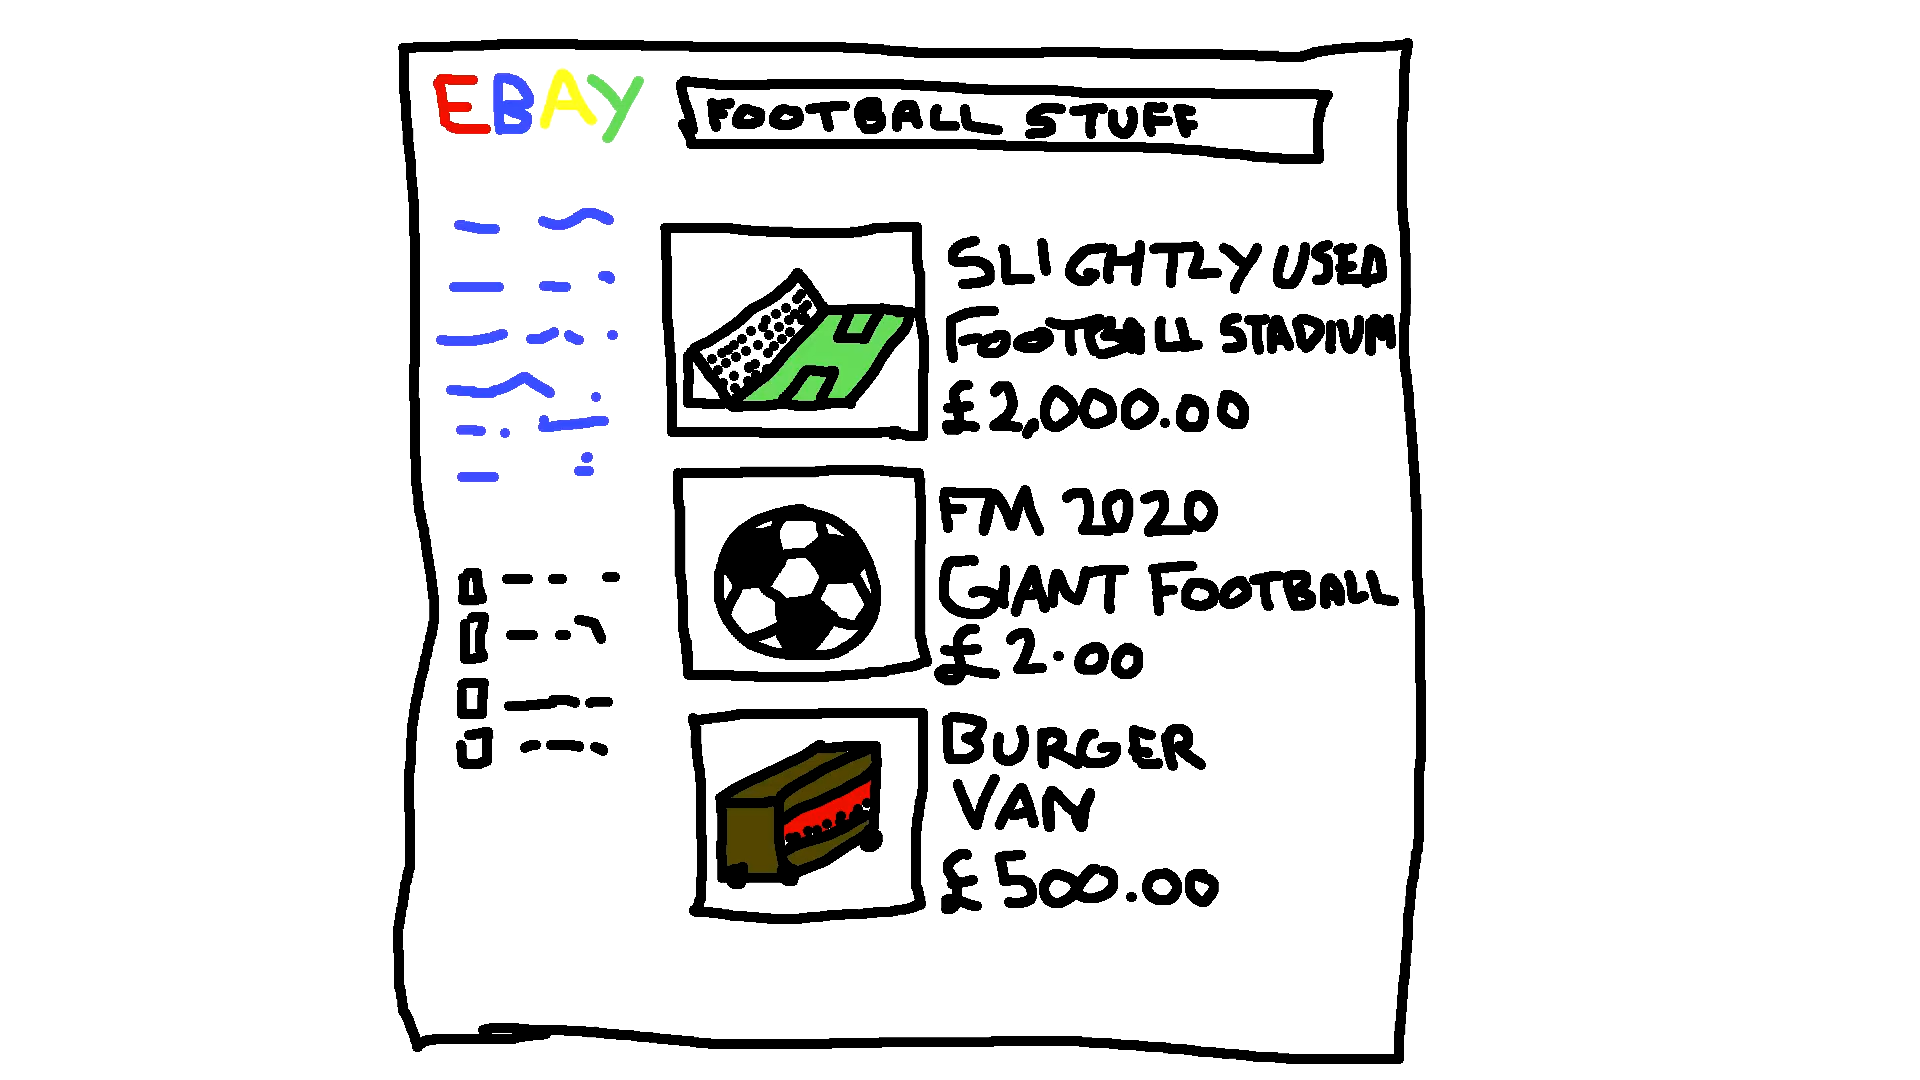 EBAY
FOOTBALL STUFF
SLIGHTLY USED
FOOTBALL STADIUM
£2,000.00
FM 2020
GIANT FOOTBALL
£2.00
BURGER
VAN
£500.00